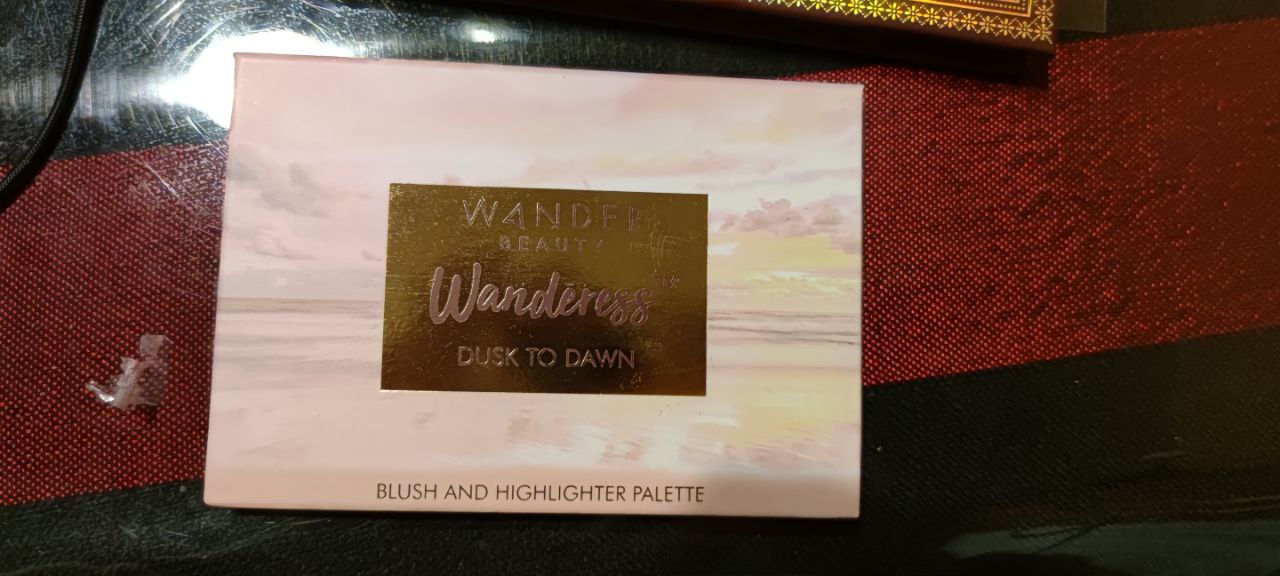 WANDER
BEAUTY
Wanderess
DUSK TO DAWN
BLUSH AND HIGHLIGHTER PALETTE